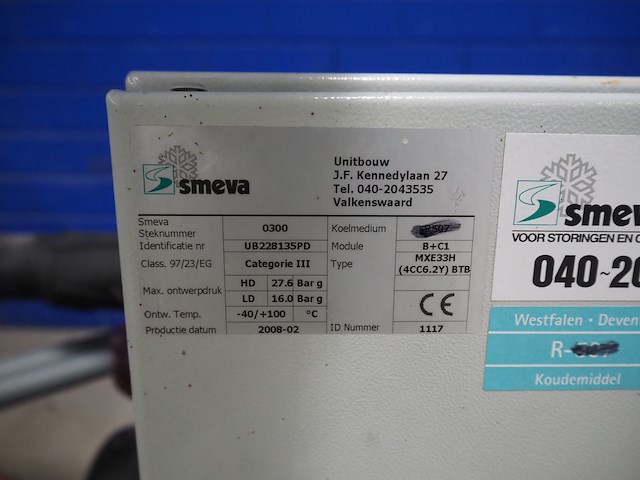 smeva
Unitbouw
J.F. Kennedylaan 27
Tel. 040-2043535
Valkenswaard
Smeva Steknummer 0300 Koelmedium
Identificatie nr UB228135PD Module B+C1
Class. 97/23/EG Categorie III Type MXE33H (4CC6.2Y) BTB
Max. ontwerpdruk HD 27.6 Bar g
LD 16.0 Bar g
CE
Ontw. Temp. -40/+100 °C
Productie datum 2008-02 ID Nummer 1117
smev
VOOR STORINGEN EN O
040~20
Westfalen · Deven
R-
Koudemiddel